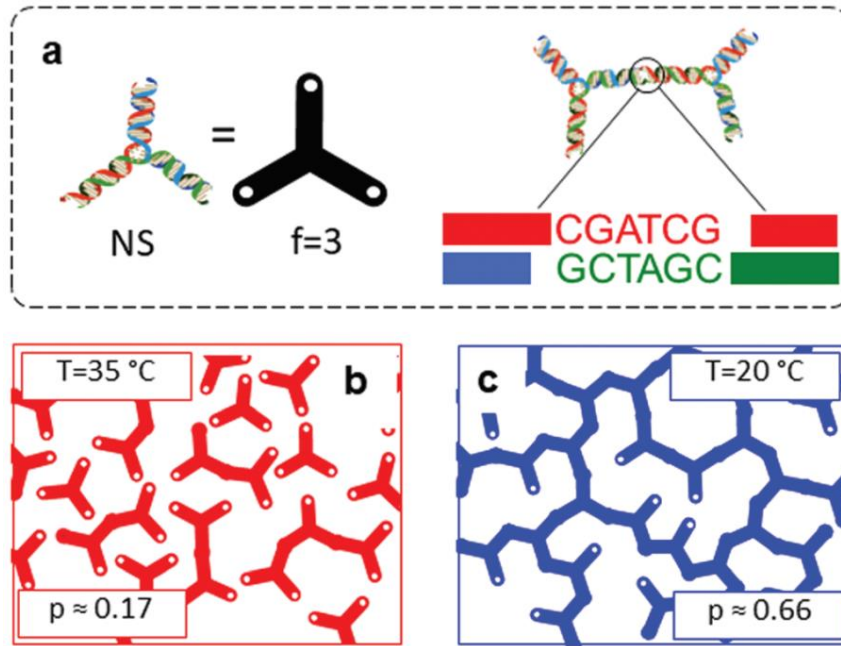 a
NS
=
f=3
CGATCG
GCTAGC
T=35 °C
b
p ≈ 0.17
c
T=20 °C
p ≈ 0.66